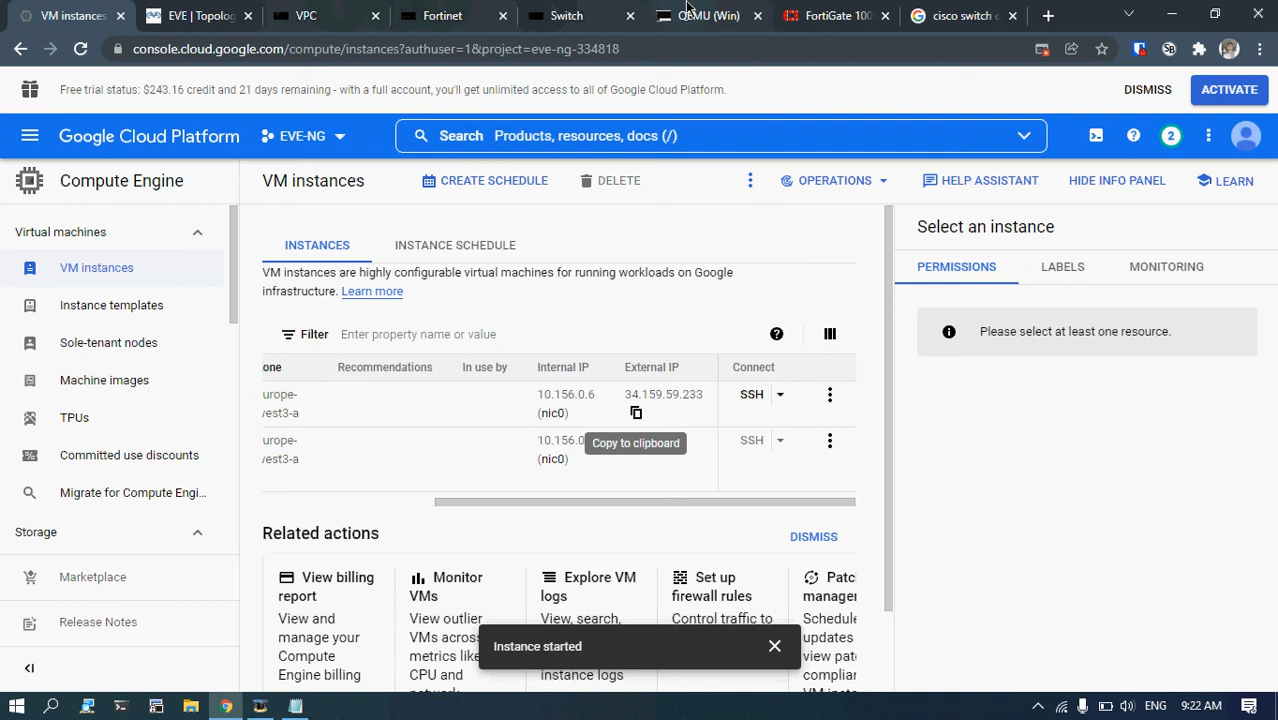 VM instances
EVE | Topolog
VPC
Fortinet
Switch
QEMU (Win)
FortiGate 100
cisco switch c
console.cloud.google.com/compute/instances?authuser=1&project=eve-ng-334818
Free trial status: $243.16 credit and 21 days remaining - with a full account, you'll get unlimited access to all of Google Cloud Platform.
DISMISS
ACTIVATE
Google Cloud Platform
EVE-NG
Search Products, resources, docs (/)
2
Compute Engine
VM instances
CREATE SCHEDULE
DELETE
OPERATIONS
HELP ASSISTANT
HIDE INFO PANEL
LEARN
Virtual machines
VM instances
Instance templates
Sole-tenant nodes
Machine images
TPUs
Committed use discounts
Migrate for Compute Engi...
Storage
Marketplace
Release Notes
INSTANCES
INSTANCE SCHEDULE
VM instances are highly configurable virtual machines for running workloads on Google
infrastructure. Learn more
Filter Enter property name or value
one
Recommendations
In use by
Internal IP
External IP
Connect
urope-
vest3-a
10.156.0.6
(nic0)
34.159.59.233
SSH
urope-
vest3-a
10.156.0
(nic0)
Copy to clipboard
SSH
Related actions
DISMISS
View billing
report
View and
manage your
Compute
Engine billing
Monitor
VMs
View outlier
VMs across
metrics like
CPU and
Explore VM
logs
View, search,
instance logs
Set up
firewall rules
Control traffic to
Patc
manager
Schedule
updates
view pat
complian
Instance started
Select an instance
PERMISSIONS
LABELS
MONITORING
Please select at least one resource.
ENG
9:22 AM